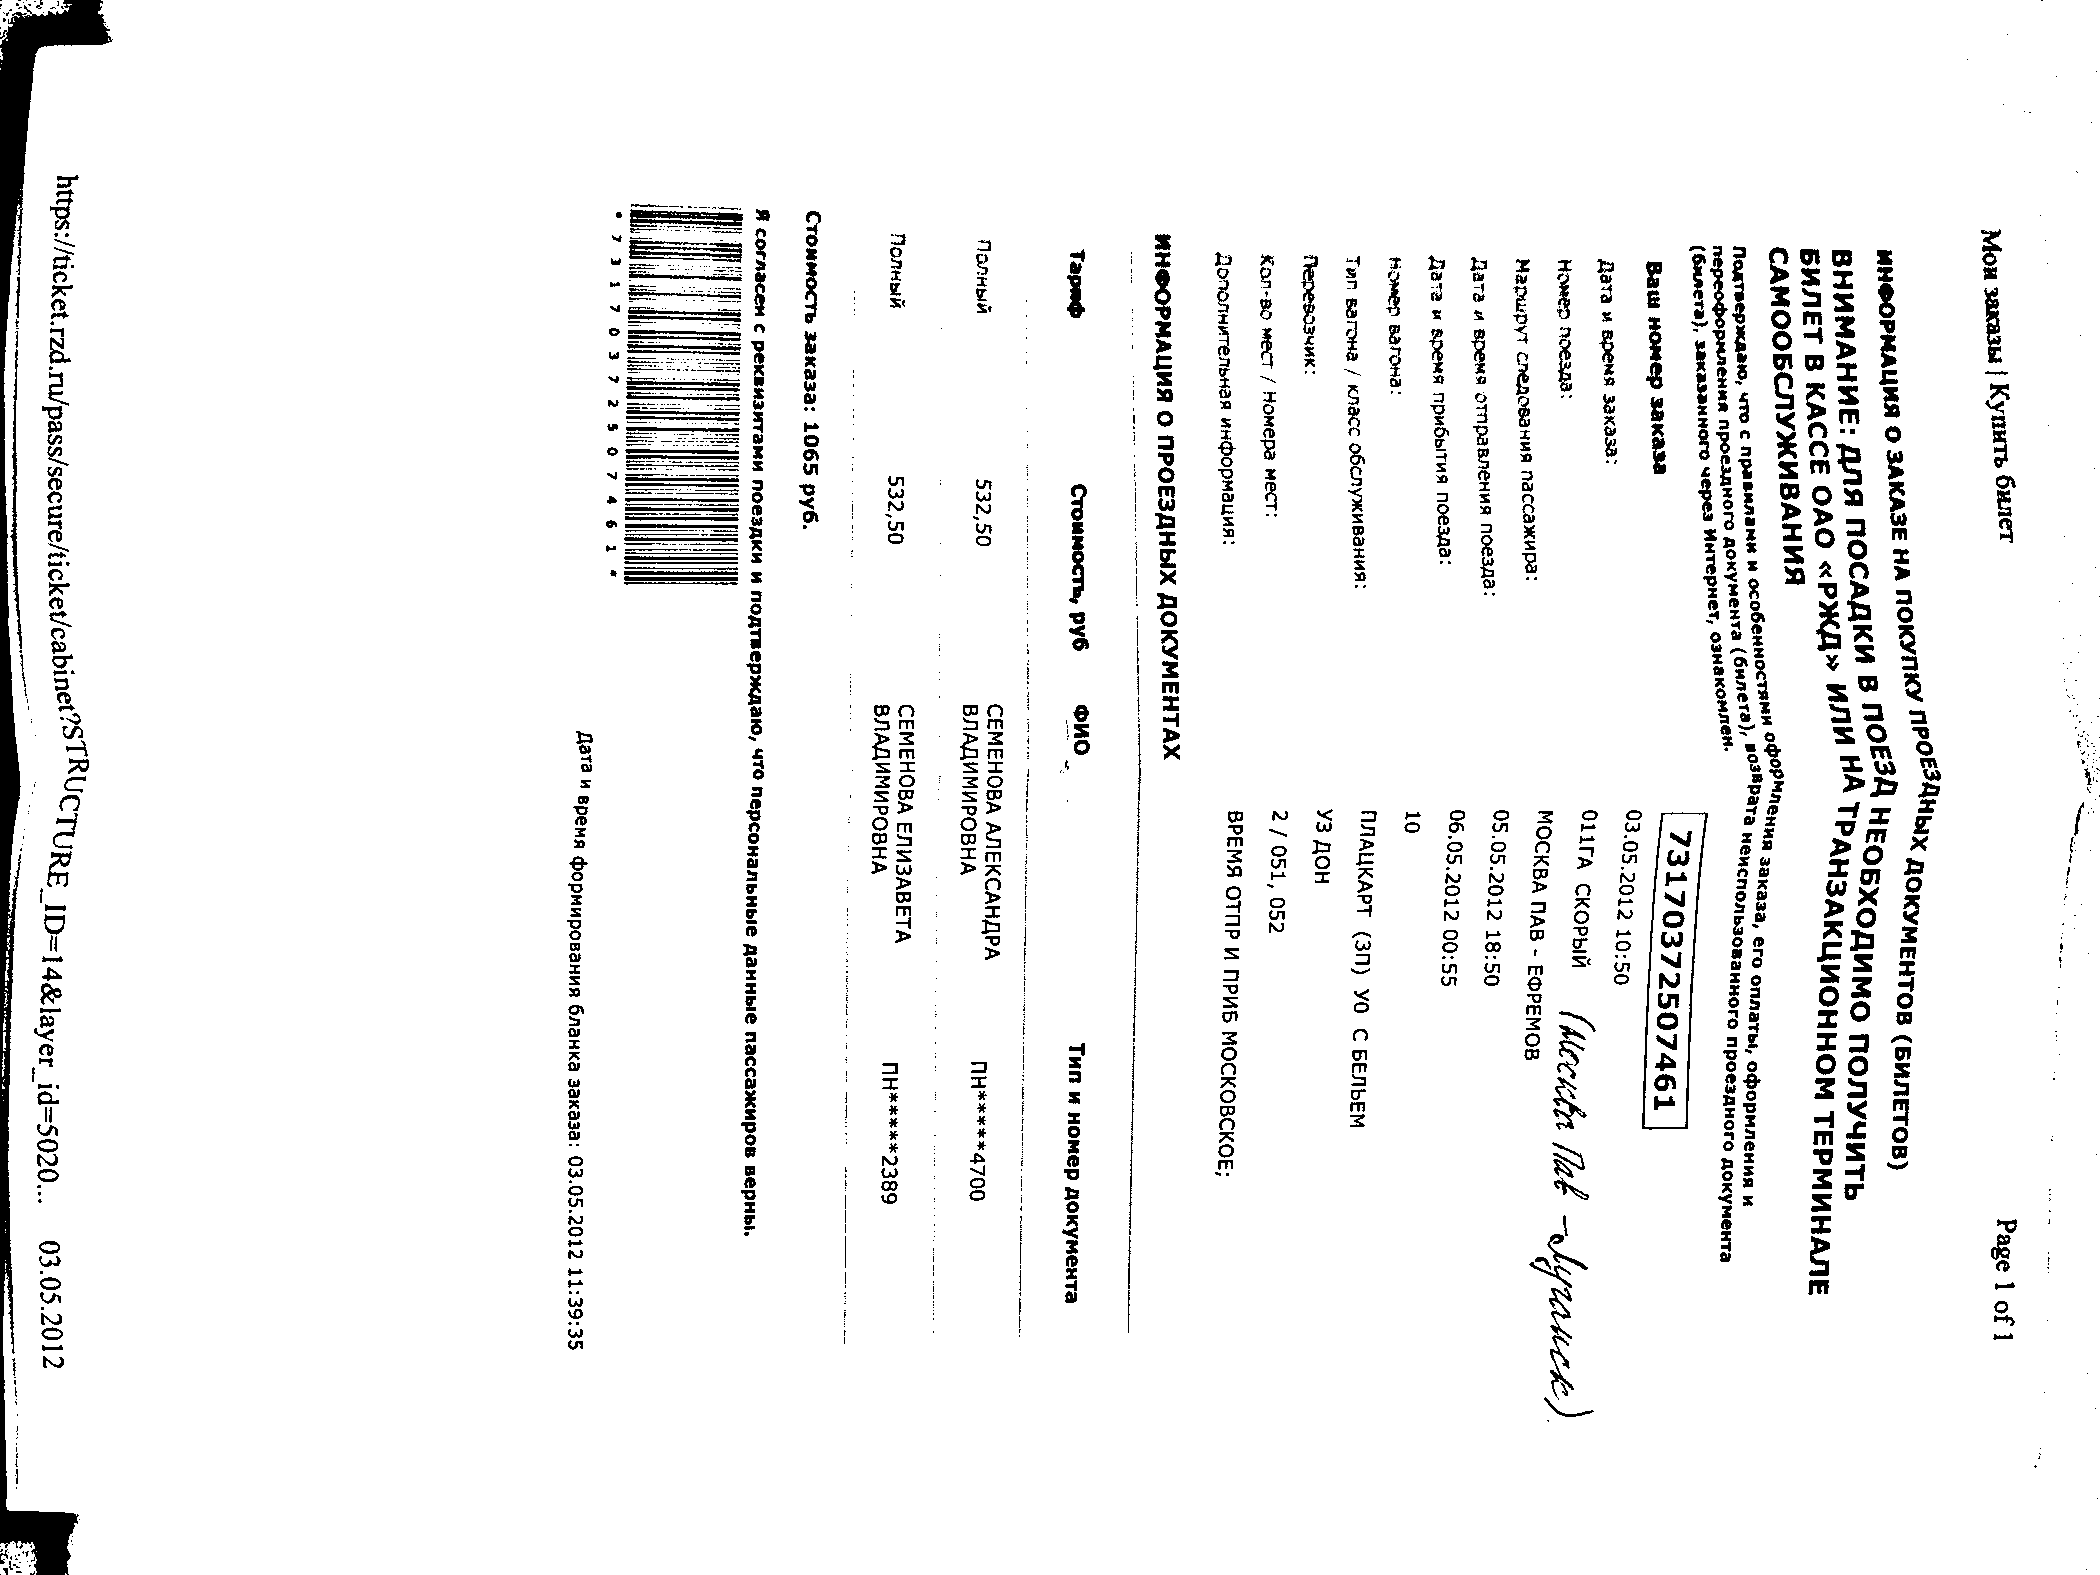 Мои заказы | Купить билет
Page 1 of 1
ИНФОРМАЦИЯ О ЗАКАЗЕ НА ПОКУПКУ ПРОЕЗДНЫХ ДОКУМЕНТОВ (БИЛЕТОВ)
ВНИМАНИЕ: ДЛЯ ПОСАДКИ В ПОЕЗД НЕОБХОДИМО ПОЛУЧИТЬ
БИЛЕТ В КАССЕ ОАО «РЖД» ИЛИ НА ТРАНЗАКЦИОННОМ ТЕРМИНАЛЕ
САМООБСЛУЖИВАНИЯ
Подтверждаю, что с правилами и особенностями оформления заказа, его оплаты, оформления и
переоформления проездного документа (билета), возврата неиспользованного проездного документа
(билета), заказанного через Интернет, ознакомлен.
Ваш номер заказа 73170372507461
Дата и время заказа: 03.05.2012 10:50
Номер поезда: 011ГА СКОРЫЙ (Москва Пав - Луганск)
Маршрут следования пассажира: МОСКВА ПАВ - ЕФРЕМОВ
Дата и время отправления поезда: 05.05.2012 18:50
Дата и время прибытия поезда: 06.05.2012 00:55
Номер вагона: 10
Тип вагона / класс обслуживания: ПЛАЦКАРТ (3П) У0 С БЕЛЬЕМ
Перевозчик: УЗ ДОН
Кол-во мест / Номера мест: 2 / 051, 052
Дополнительная информация: ВРЕМЯ ОТПР И ПРИБ МОСКОВСКОЕ;
ИНФОРМАЦИЯ О ПРОЕЗДНЫХ ДОКУМЕНТАХ
Тариф Стоимость, руб ФИО Тип и номер документа
Полный 532,50 СЕМЕНОВА АЛЕКСАНДРА ПН*****4700
ВЛАДИМИРОВНА
Полный 532,50 СЕМЕНОВА ЕЛИЗАВЕТА ПН*****2389
ВЛАДИМИРОВНА
Стоимость заказа: 1065 руб.
Я согласен с реквизитами поездки и подтверждаю, что персональные данные пассажиров верны.
* 7 3 1 7 0 3 7 2 5 0 7 4 6 1 *
Дата и время формирования бланка заказа: 03.05.2012 11:39:35
https://ticket.rzd.ru/pass/secure/ticket/cabinet?STRUCTURE_ID=14&layer_id=5020... 03.05.2012